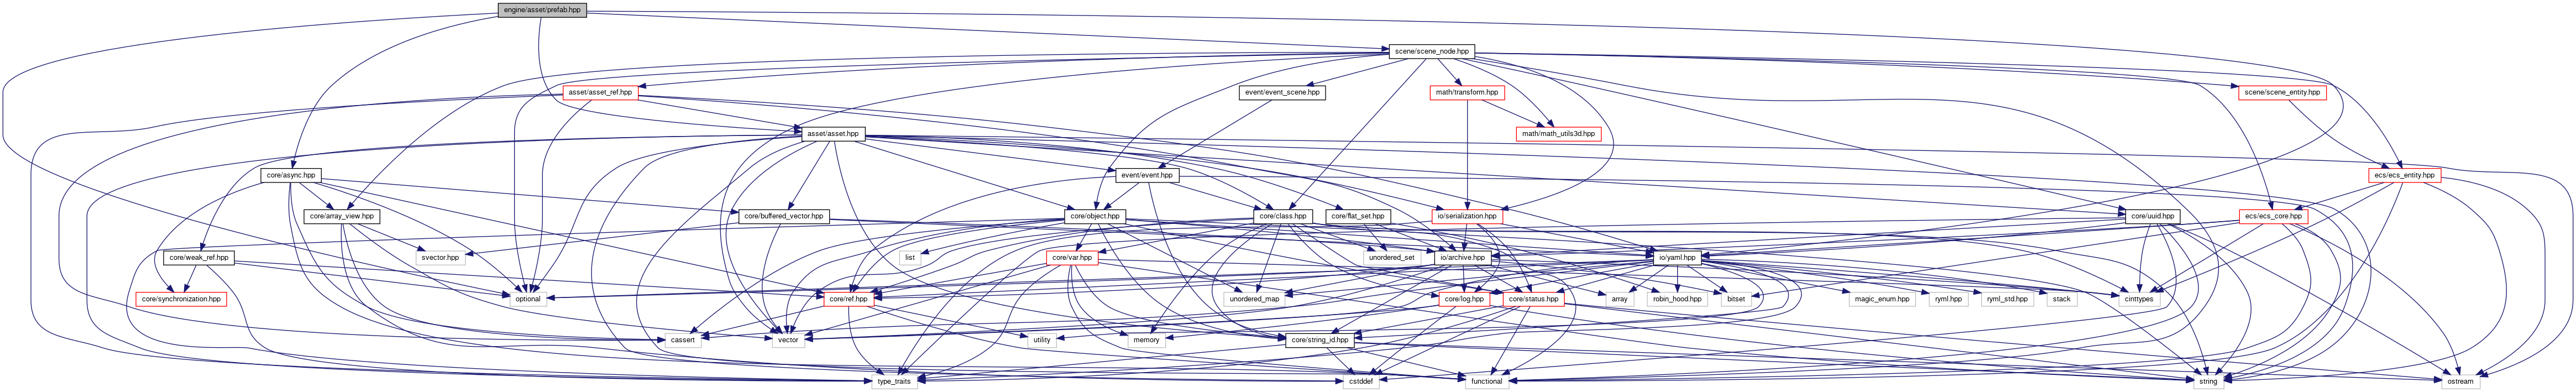 engine/asset/prefab.hpp
scene/scene_node.hpp
asset/asset_ref.hpp
event/event_scene.hpp
math/transform.hpp
scene/scene_entity.hpp
asset/asset.hpp
math/math_utils3d.hpp
core/async.hpp
event/event.hpp
ecs/ecs_entity.hpp
core/array_view.hpp
core/buffered_vector.hpp
core/object.hpp
core/class.hpp
core/flat_set.hpp
io/serialization.hpp
core/uuid.hpp
ecs/ecs_core.hpp
core/weak_ref.hpp
svector.hpp
list
core/var.hpp
unordered_set
io/archive.hpp
io/yaml.hpp
core/synchronization.hpp
optional
core/ref.hpp
unordered_map
core/log.hpp
core/status.hpp
array
robin_hood.hpp
bitset
magic_enum.hpp
ryml.hpp
ryml_std.hpp
stack
cinttypes
cassert
vector
utility
memory
core/string_id.hpp
type_traits
cstddef
functional
string
ostream